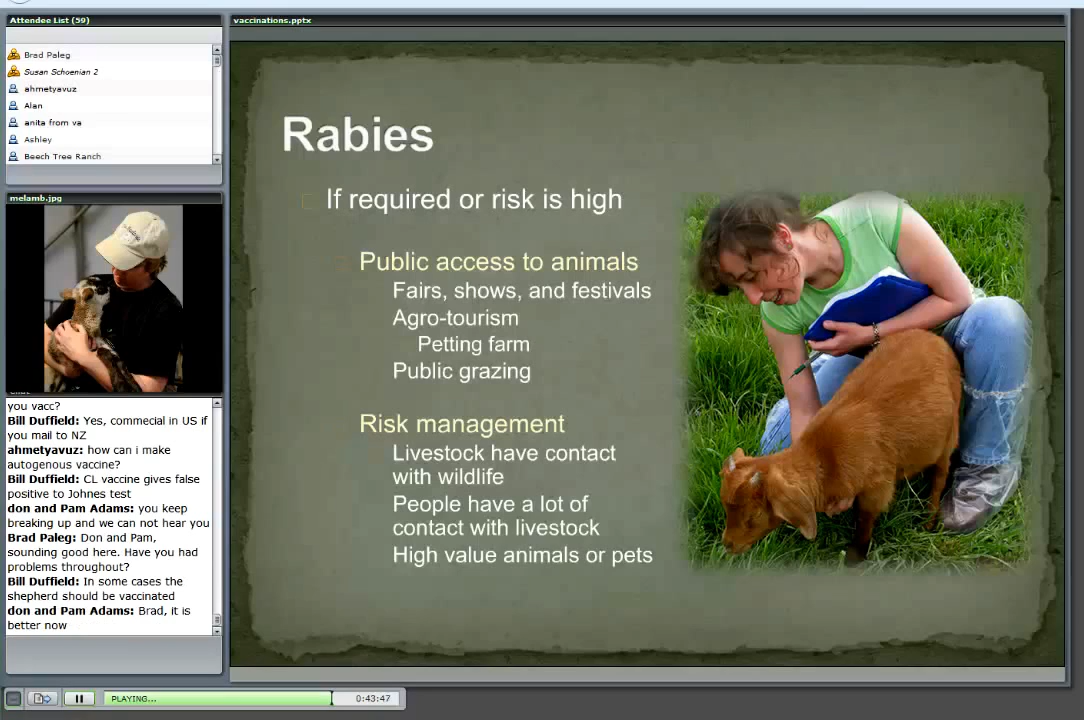 Attendee List (59)
Brad Paleg
Susan Schoenian 2
ahmetyavuz
Alan
anita from va
Ashley
Beech Tree Ranch
melamb.jpg
you vacc?
Bill Duffield: Yes, commecial in US if
you mail to NZ
ahmetyavuz: how can i make
autogenous vaccine?
Bill Duffield: CL vaccine gives false
positive to Johnes test
don and Pam Adams: you keep
breaking up and we can not hear you
Brad Paleg: Don and Pam,
sounding good here. Have you had
problems throughout?
Bill Duffield: In some cases the
shepherd should be vaccinated
don and Pam Adams: Brad, it is
better now
vaccinations.pptx
Rabies
If required or risk is high
Public access to animals
Fairs, shows, and festivals
Agro-tourism
Petting farm
Public grazing
Risk management
Livestock have contact
with wildlife
People have a lot of
contact with livestock
High value animals or pets
PLAYING...
0:43:47